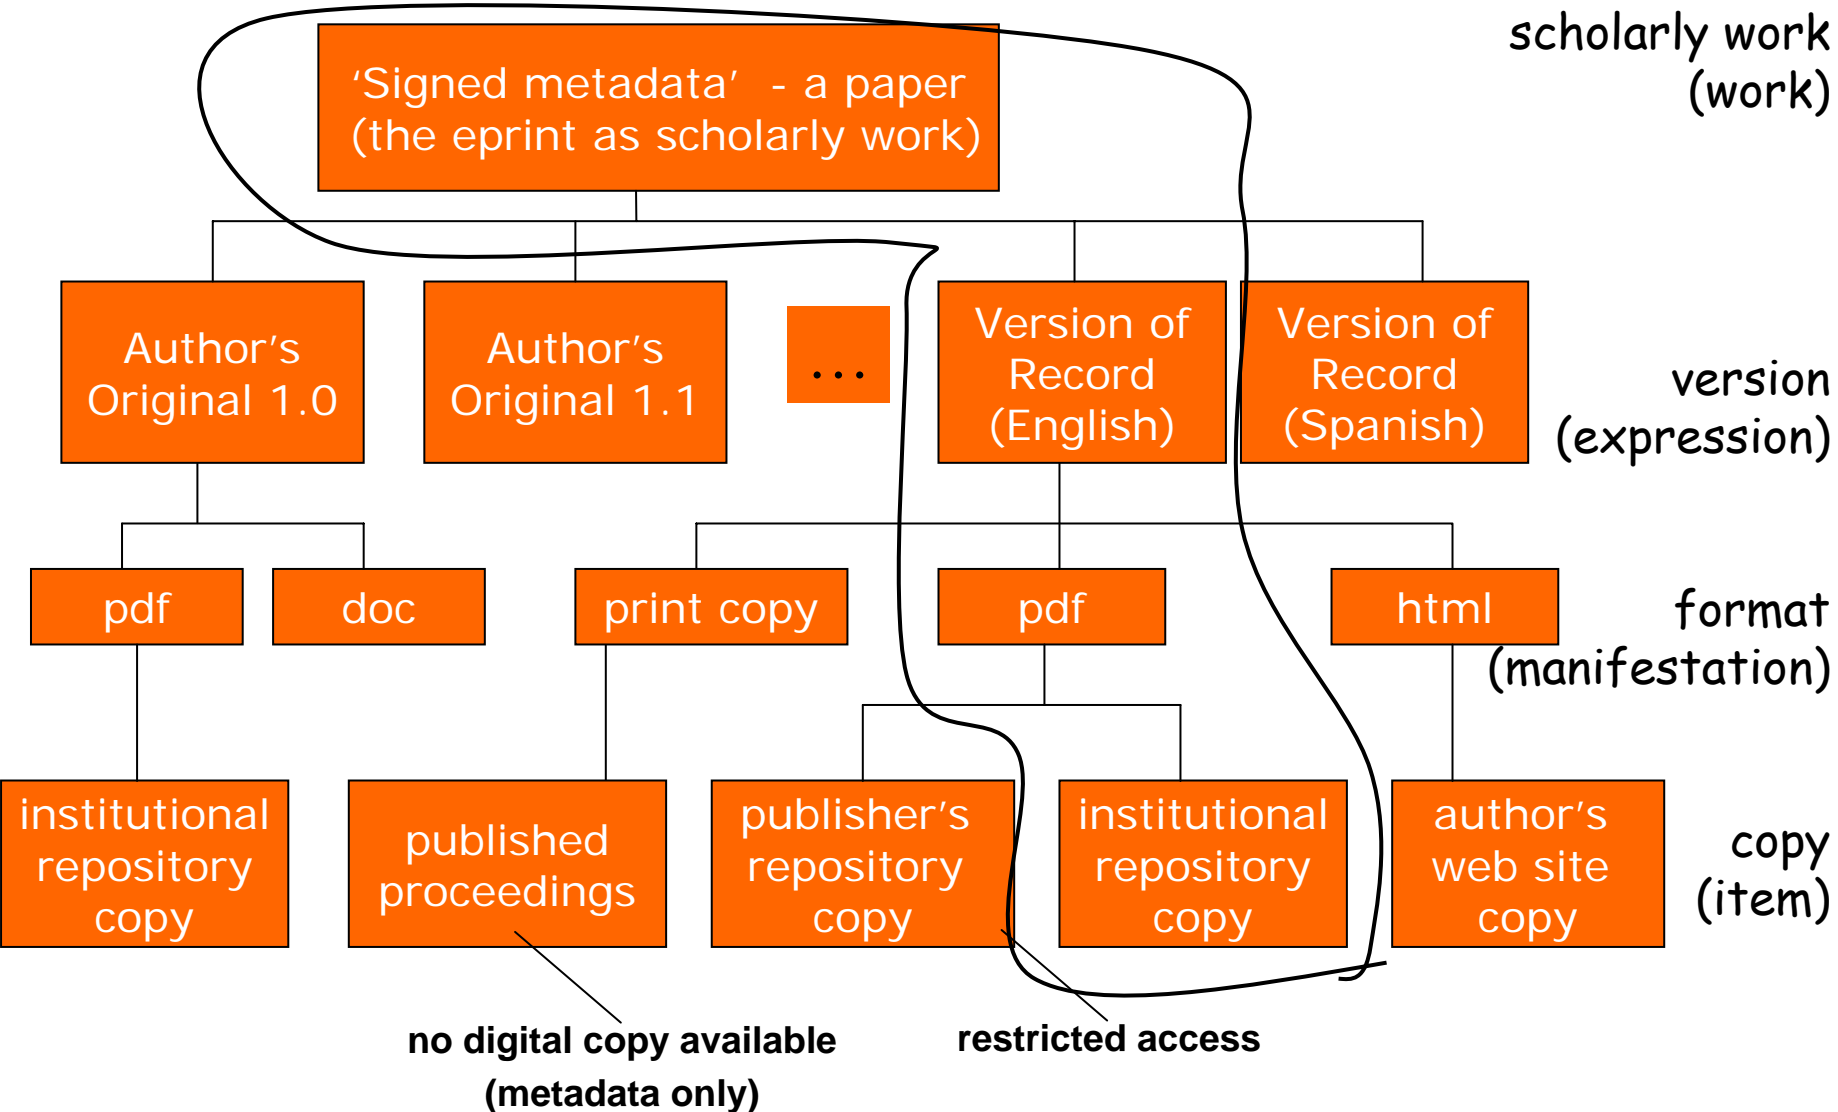 scholarly work
(work)
‘Signed metadata’ - a paper
(the eprint as scholarly work)
Author’s
Original 1.0
Author’s
Original 1.1
...
Version of
Record
(English)
Version of
Record
(Spanish)
version
(expression)
pdf
doc
print copy
pdf
html
format
(manifestation)
institutional
repository
copy
published
proceedings
publisher’s
repository
copy
institutional
repository
copy
author’s
web site
copy
copy
(item)
no digital copy available
(metadata only)
restricted access